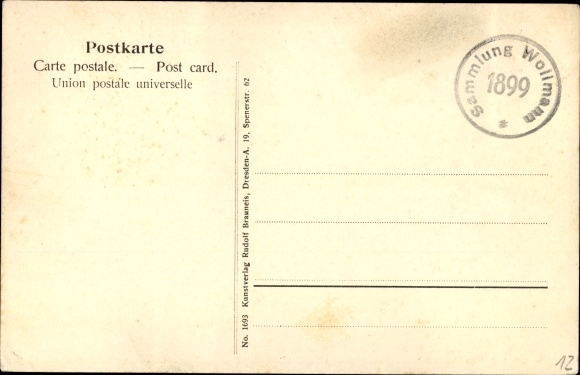 Postkarte
Carte postale. — Post card.
Union postale universelle
No. 1693 Kunstverlag Rudolf Brauneis, Dresden-A. 19, Spenerstr. 62
Sammlung Wollmann
1899
*
12